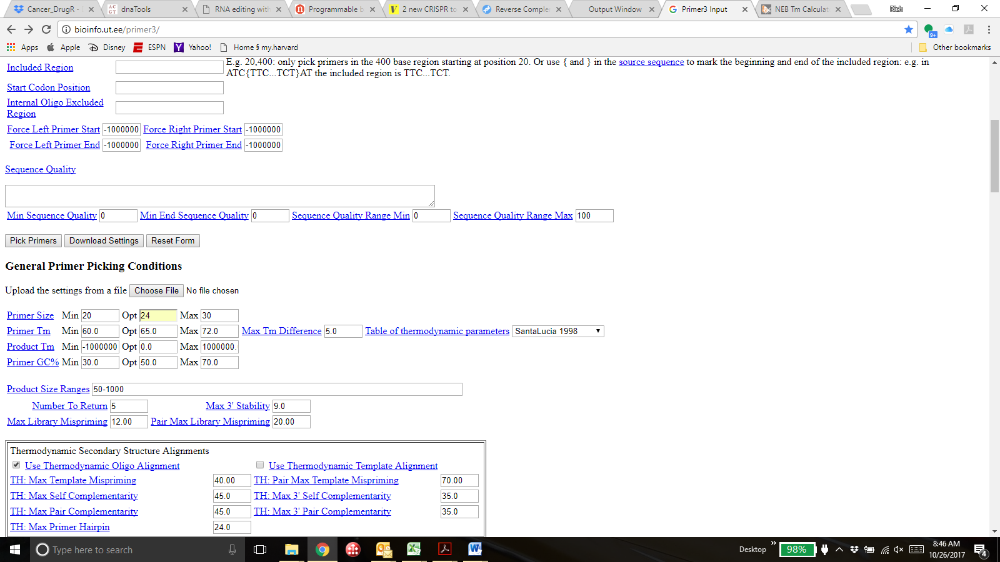 Cancer_DrugR -
dnaTools
RNA editing with
Programmable b
2 new CRISPR to
Reverse Complem
Output Window
Primer3 Input
NEB Tm Calculat
Rich
bioinfo.ut.ee/primer3/
9+
Apps Apple Disney ESPN Yahoo! Home § my.harvard Other bookmarks
Included Region E.g. 20,400: only pick primers in the 400 base region starting at position 20. Or use { and } in the source sequence to mark the beginning and end of the included region: e.g. in
ATC{TTC...TCT}AT the included region is TTC...TCT.
Start Codon Position
Internal Oligo Excluded
Region
Force Left Primer Start -1000000 Force Right Primer Start -1000000
Force Left Primer End -1000000 Force Right Primer End -1000000
Sequence Quality
Min Sequence Quality 0 Min End Sequence Quality 0 Sequence Quality Range Min 0 Sequence Quality Range Max 100
Pick Primers Download Settings Reset Form
General Primer Picking Conditions
Upload the settings from a file Choose File No file chosen
Primer Size Min 20 Opt 24 Max 30
Primer Tm Min 60.0 Opt 65.0 Max 72.0 Max Tm Difference 5.0 Table of thermodynamic parameters SantaLucia 1998
Product Tm Min -1000000 Opt 0.0 Max 1000000.
Primer GC% Min 30.0 Opt 50.0 Max 70.0
Product Size Ranges 50-1000
Number To Return 5 Max 3' Stability 9.0
Max Library Mispriming 12.00 Pair Max Library Mispriming 20.00
Thermodynamic Secondary Structure Alignments
Use Thermodynamic Oligo Alignment Use Thermodynamic Template Alignment
TH: Max Template Mispriming 40.00 TH: Pair Max Template Mispriming 70.00
TH: Max Self Complementarity 45.0 TH: Max 3' Self Complementarity 35.0
TH: Max Pair Complementarity 45.0 TH: Max 3' Pair Complementarity 35.0
TH: Max Primer Hairpin 24.0
Type here to search
Desktop
98%
8:46 AM
10/26/2017
4